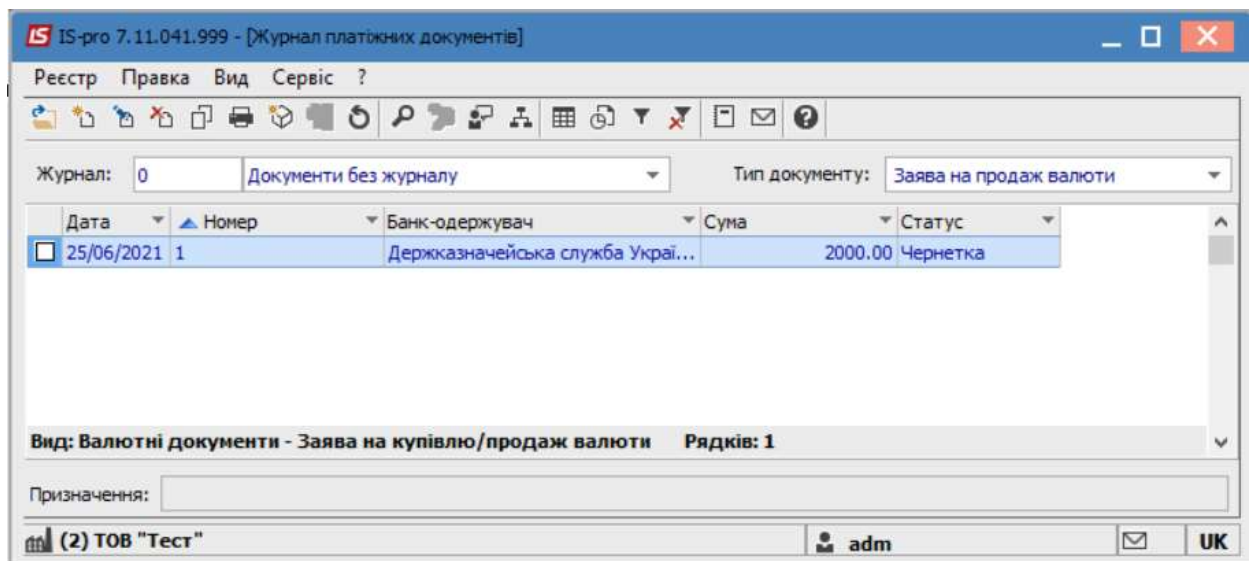 IS IS-pro 7.11.041.999 - [Журнал платіжних документів]
Реєстр Правка Вид Сервіс ?
Журнал: 0 Документи без журналу Тип документу: Заява на продаж валюти
Дата Номер Банк-одержувач Сума Статус
25/06/2021 1 Держказначейська служба Украї... 2000.00 Чернетка
Вид: Валютні документи - Заява на купівлю/продаж валюти Рядків: 1
Призначення:
(2) ТОВ "Тест" adm UK